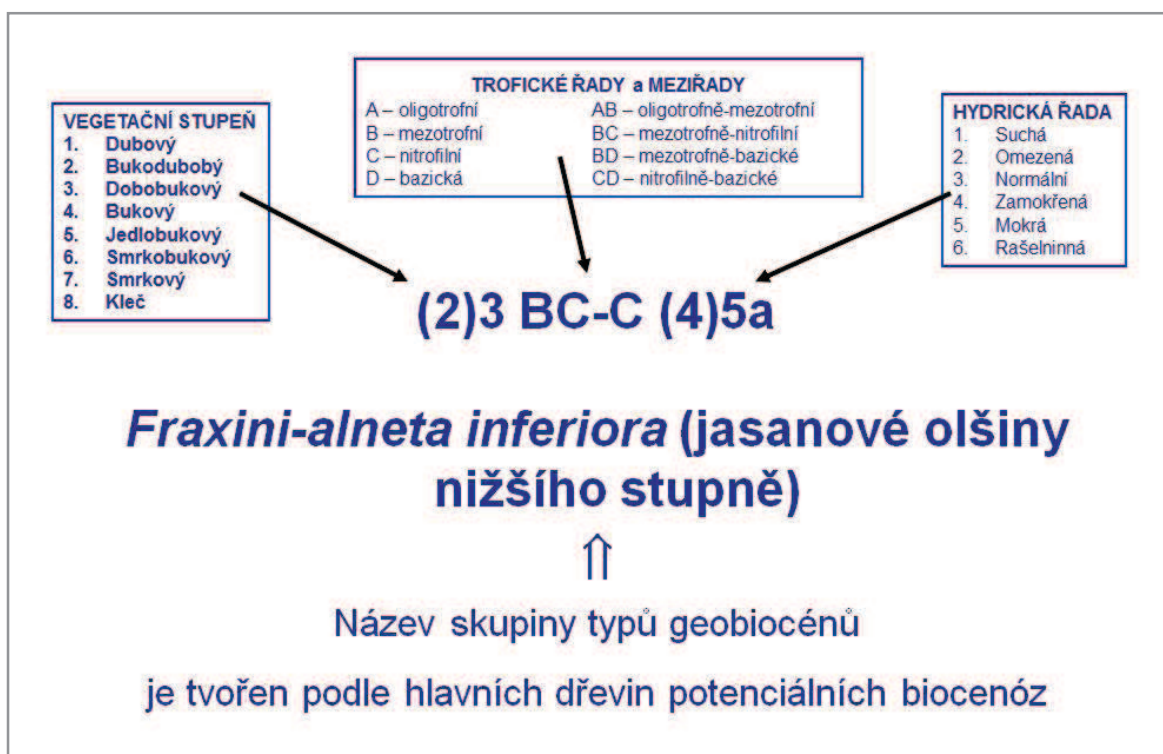 VEGETAČNÍ STUPEŇ
1. Dubový
2. Bukodubobý
3. Dobobukový
4. Bukový
5. Jedlobukový
6. Smrkobukový
7. Smrkový
8. Kleč
TROFICKÉ ŘADY a MEZIŘADY
A – oligotrofní AB – oligotrofně-mezotrofní
B – mezotrofní BC – mezotrofně-nitrofilní
C – nitrofilní BD – mezotrofně-bazické
D – bazická CD – nitrofilně-bazické
HYDRICKÁ ŘADA
1. Suchá
2. Omezená
3. Normální
4. Zamokřená
5. Mokrá
6. Rašelninná
(2)3 BC-C (4)5a
Fraxini-alneta inferiora (jasanové olšiny
nižšího stupně)
⇑
Název skupiny typů geobiocénů
je tvořen podle hlavních dřevin potenciálních biocenóz